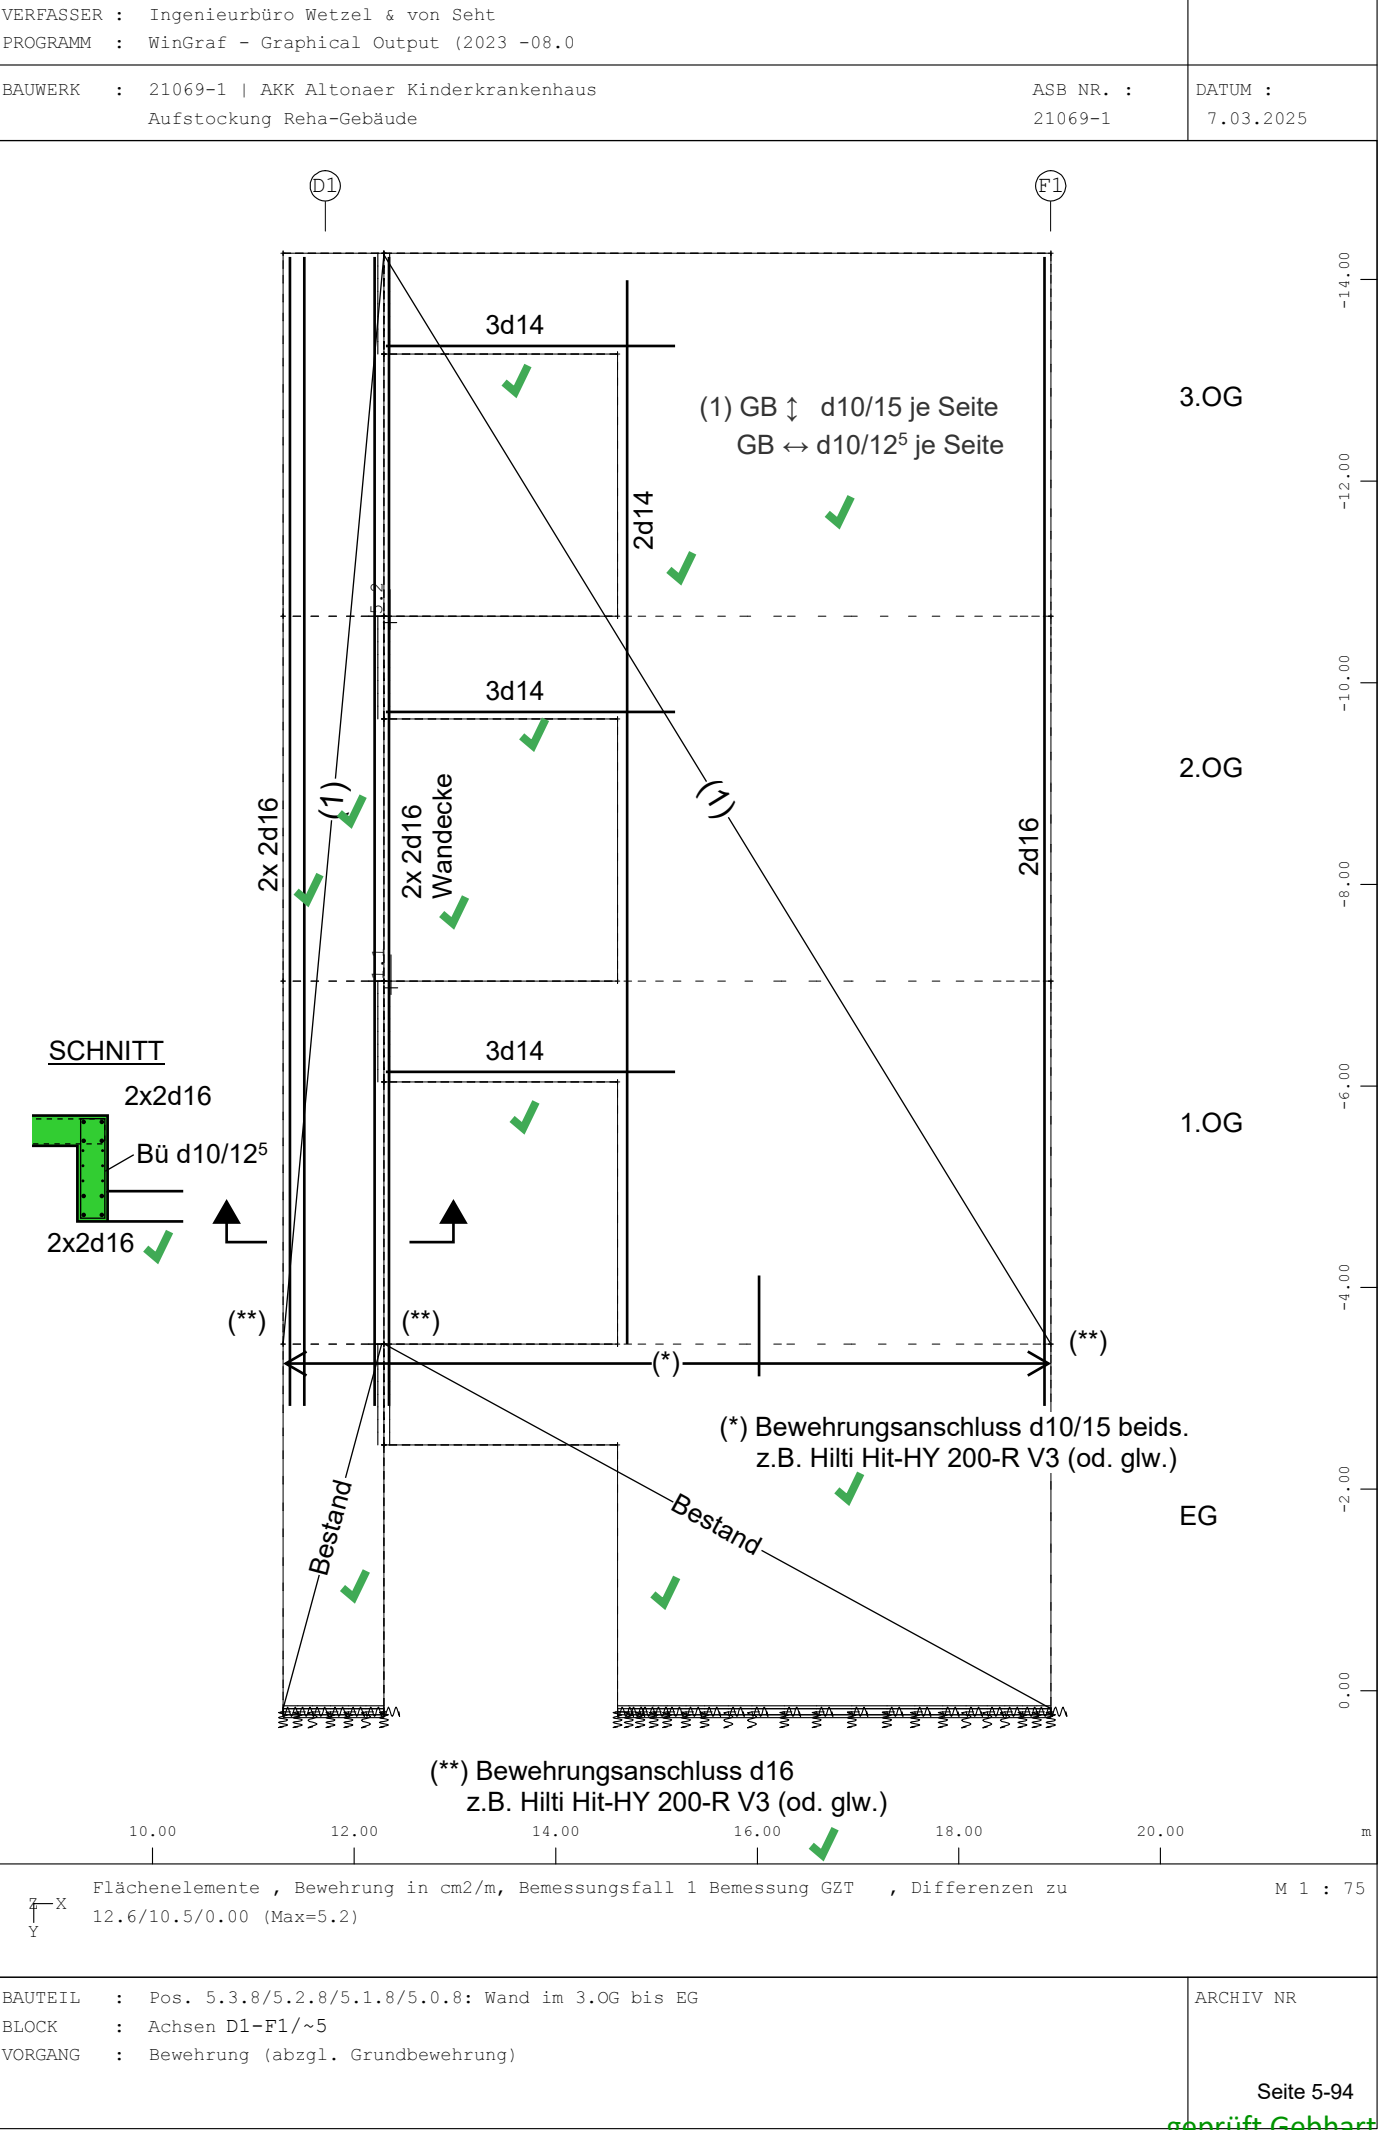 VERFASSER : Ingenieurbüro Wetzel & von Seht
PROGRAMM : WinGraf - Graphical Output (2023 -08.0
BAUWERK : 21069-1 | AKK Altonaer Kinderkrankenhaus
Aufstockung Reha-Gebäude
ASB NR. :
21069-1
DATUM :
7.03.2025
D1
F1
3d14
(1) GB ↕ d10/15 je Seite
GB ↔ d10/12⁵ je Seite
3.OG
2d14
5.2
3d14
2.OG
(1)
(1)
2x 2d16
2x 2d16
Wandecke
2d16
1.1
3d14
1.OG
SCHNITT
2x2d16
Bü d10/12⁵
2x2d16
(**)
(**)
(**)
(*)
(*) Bewehrungsanschluss d10/15 beids.
z.B. Hilti Hit-HY 200-R V3 (od. glw.)
Bestand
Bestand
EG
(**) Bewehrungsanschluss d16
z.B. Hilti Hit-HY 200-R V3 (od. glw.)
-14.00
-12.00
-10.00
-8.00
-6.00
-4.00
-2.00
0.00
10.00 12.00 14.00 16.00 18.00 20.00 m
Z X
Y
Flächenelemente , Bewehrung in cm2/m, Bemessungsfall 1 Bemessung GZT , Differenzen zu
12.6/10.5/0.00 (Max=5.2)
M 1 : 75
BAUTEIL : Pos. 5.3.8/5.2.8/5.1.8/5.0.8: Wand im 3.OG bis EG
BLOCK : Achsen D1-F1/~5
VORGANG : Bewehrung (abzgl. Grundbewehrung)
ARCHIV NR
Seite 5-94
geprüft Gebhart